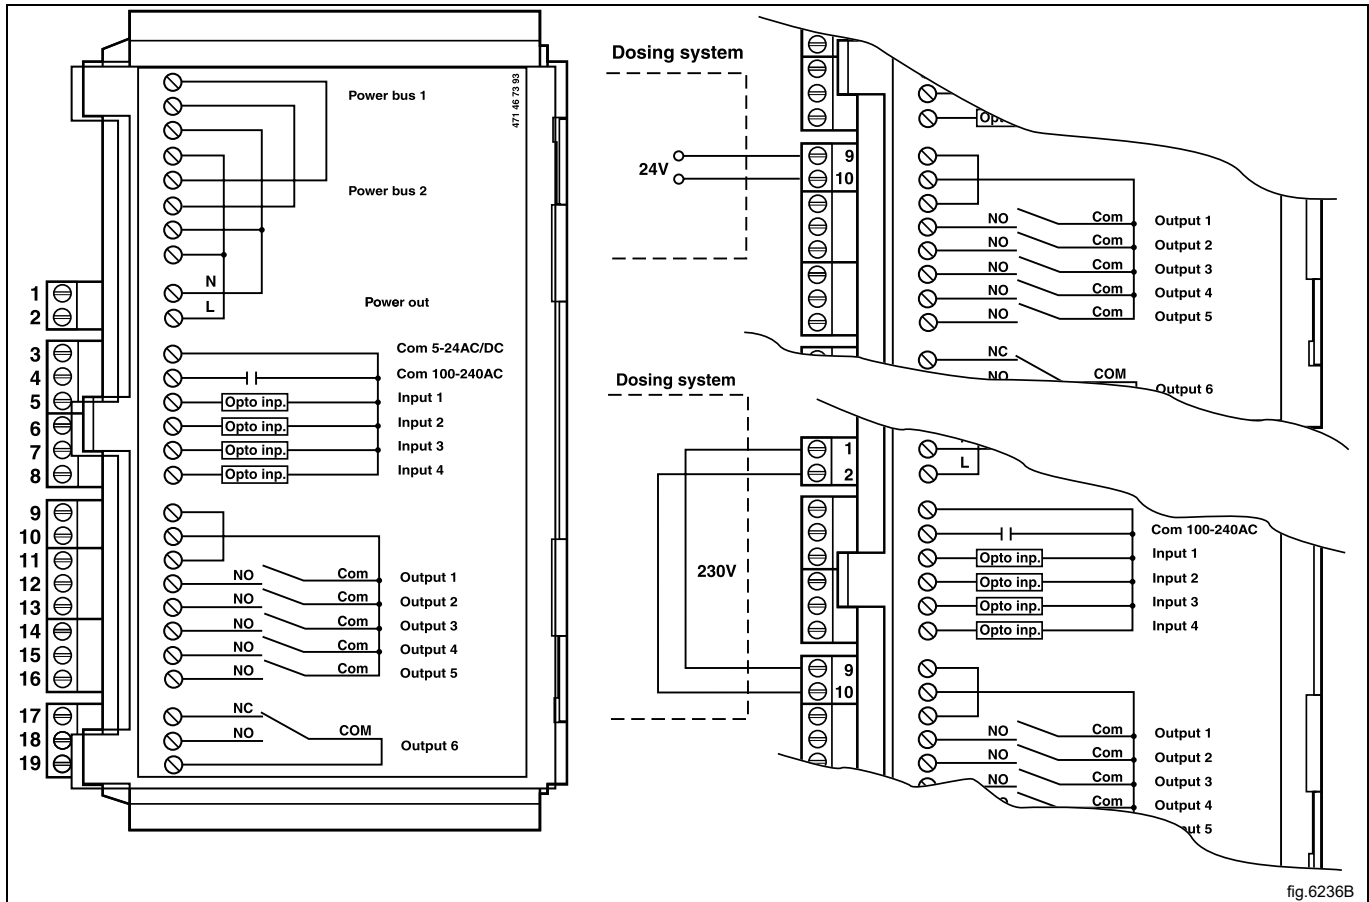 471 46 73 93
Power bus 1
Power bus 2
N
L
Power out
Com 5-24AC/DC
Com 100-240AC
Opto inp.
Input 1
Opto inp.
Input 2
Opto inp.
Input 3
Opto inp.
Input 4
1
2
3
4
5
6
7
8
9
10
11
12
13
14
15
16
17
18
19
NO
Com
Output 1
NO
Com
Output 2
NO
Com
Output 3
NO
Com
Output 4
NO
Com
Output 5
NC
NO
COM
Output 6
Dosing system
24V
9
10
NO
Com
Output 1
NO
Com
Output 2
NO
Com
Output 3
NO
Com
Output 4
NO
Com
Output 5
NC
NO
COM
Output 6
Dosing system
230V
1
2
L
Com 100-240AC
Opto inp.
Input 1
Opto inp.
Input 2
Opto inp.
Input 3
Opto inp.
Input 4
9
10
NO
Com
Output 1
NO
Com
Output 2
NO
Com
Output 3
Com
Output 4
5
fig.6236B